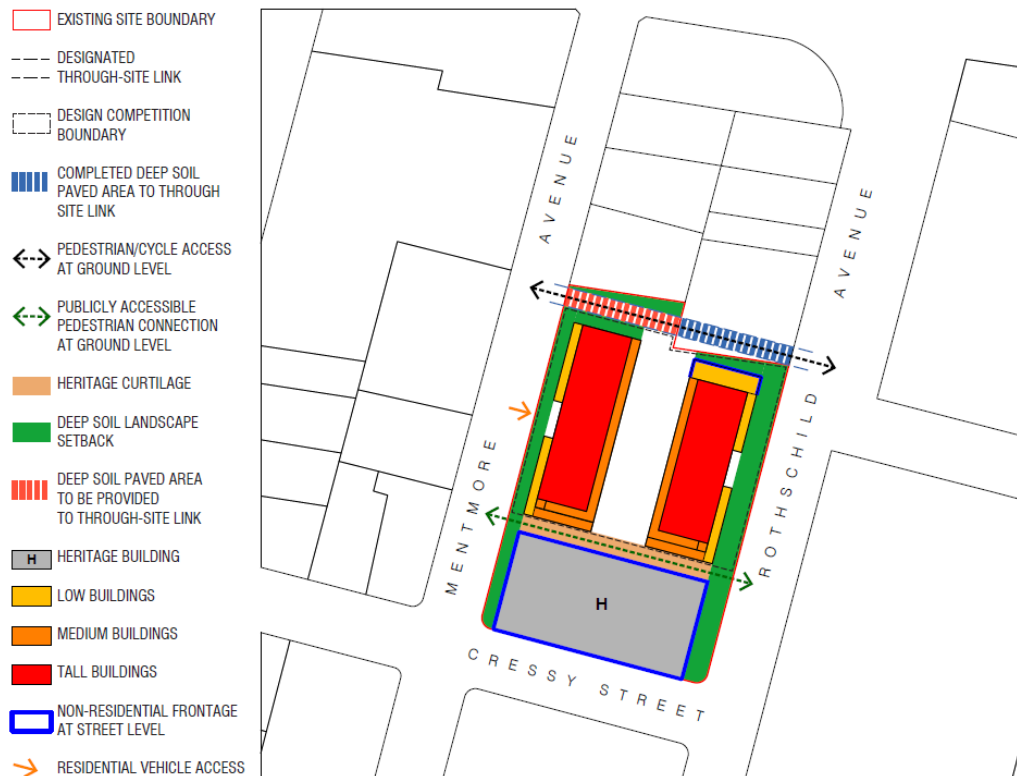 EXISTING SITE BOUNDARY
DESIGNATED
THROUGH-SITE LINK
DESIGN COMPETITION
BOUNDARY
COMPLETED DEEP SOIL
PAVED AREA TO THROUGH
SITE LINK
PEDESTRIAN/CYCLE ACCESS
AT GROUND LEVEL
PUBLICLY ACCESSIBLE
PEDESTRIAN CONNECTION
AT GROUND LEVEL
HERITAGE CURTILAGE
DEEP SOIL LANDSCAPE
SETBACK
DEEP SOIL PAVED AREA
TO BE PROVIDED
TO THROUGH-SITE LINK
H
HERITAGE BUILDING
LOW BUILDINGS
MEDIUM BUILDINGS
TALL BUILDINGS
NON-RESIDENTIAL FRONTAGE
AT STREET LEVEL
RESIDENTIAL VEHICLE ACCESS
MENTMORE AVENUE
ROTHSCHILD AVENUE
H
CRESSY STREET